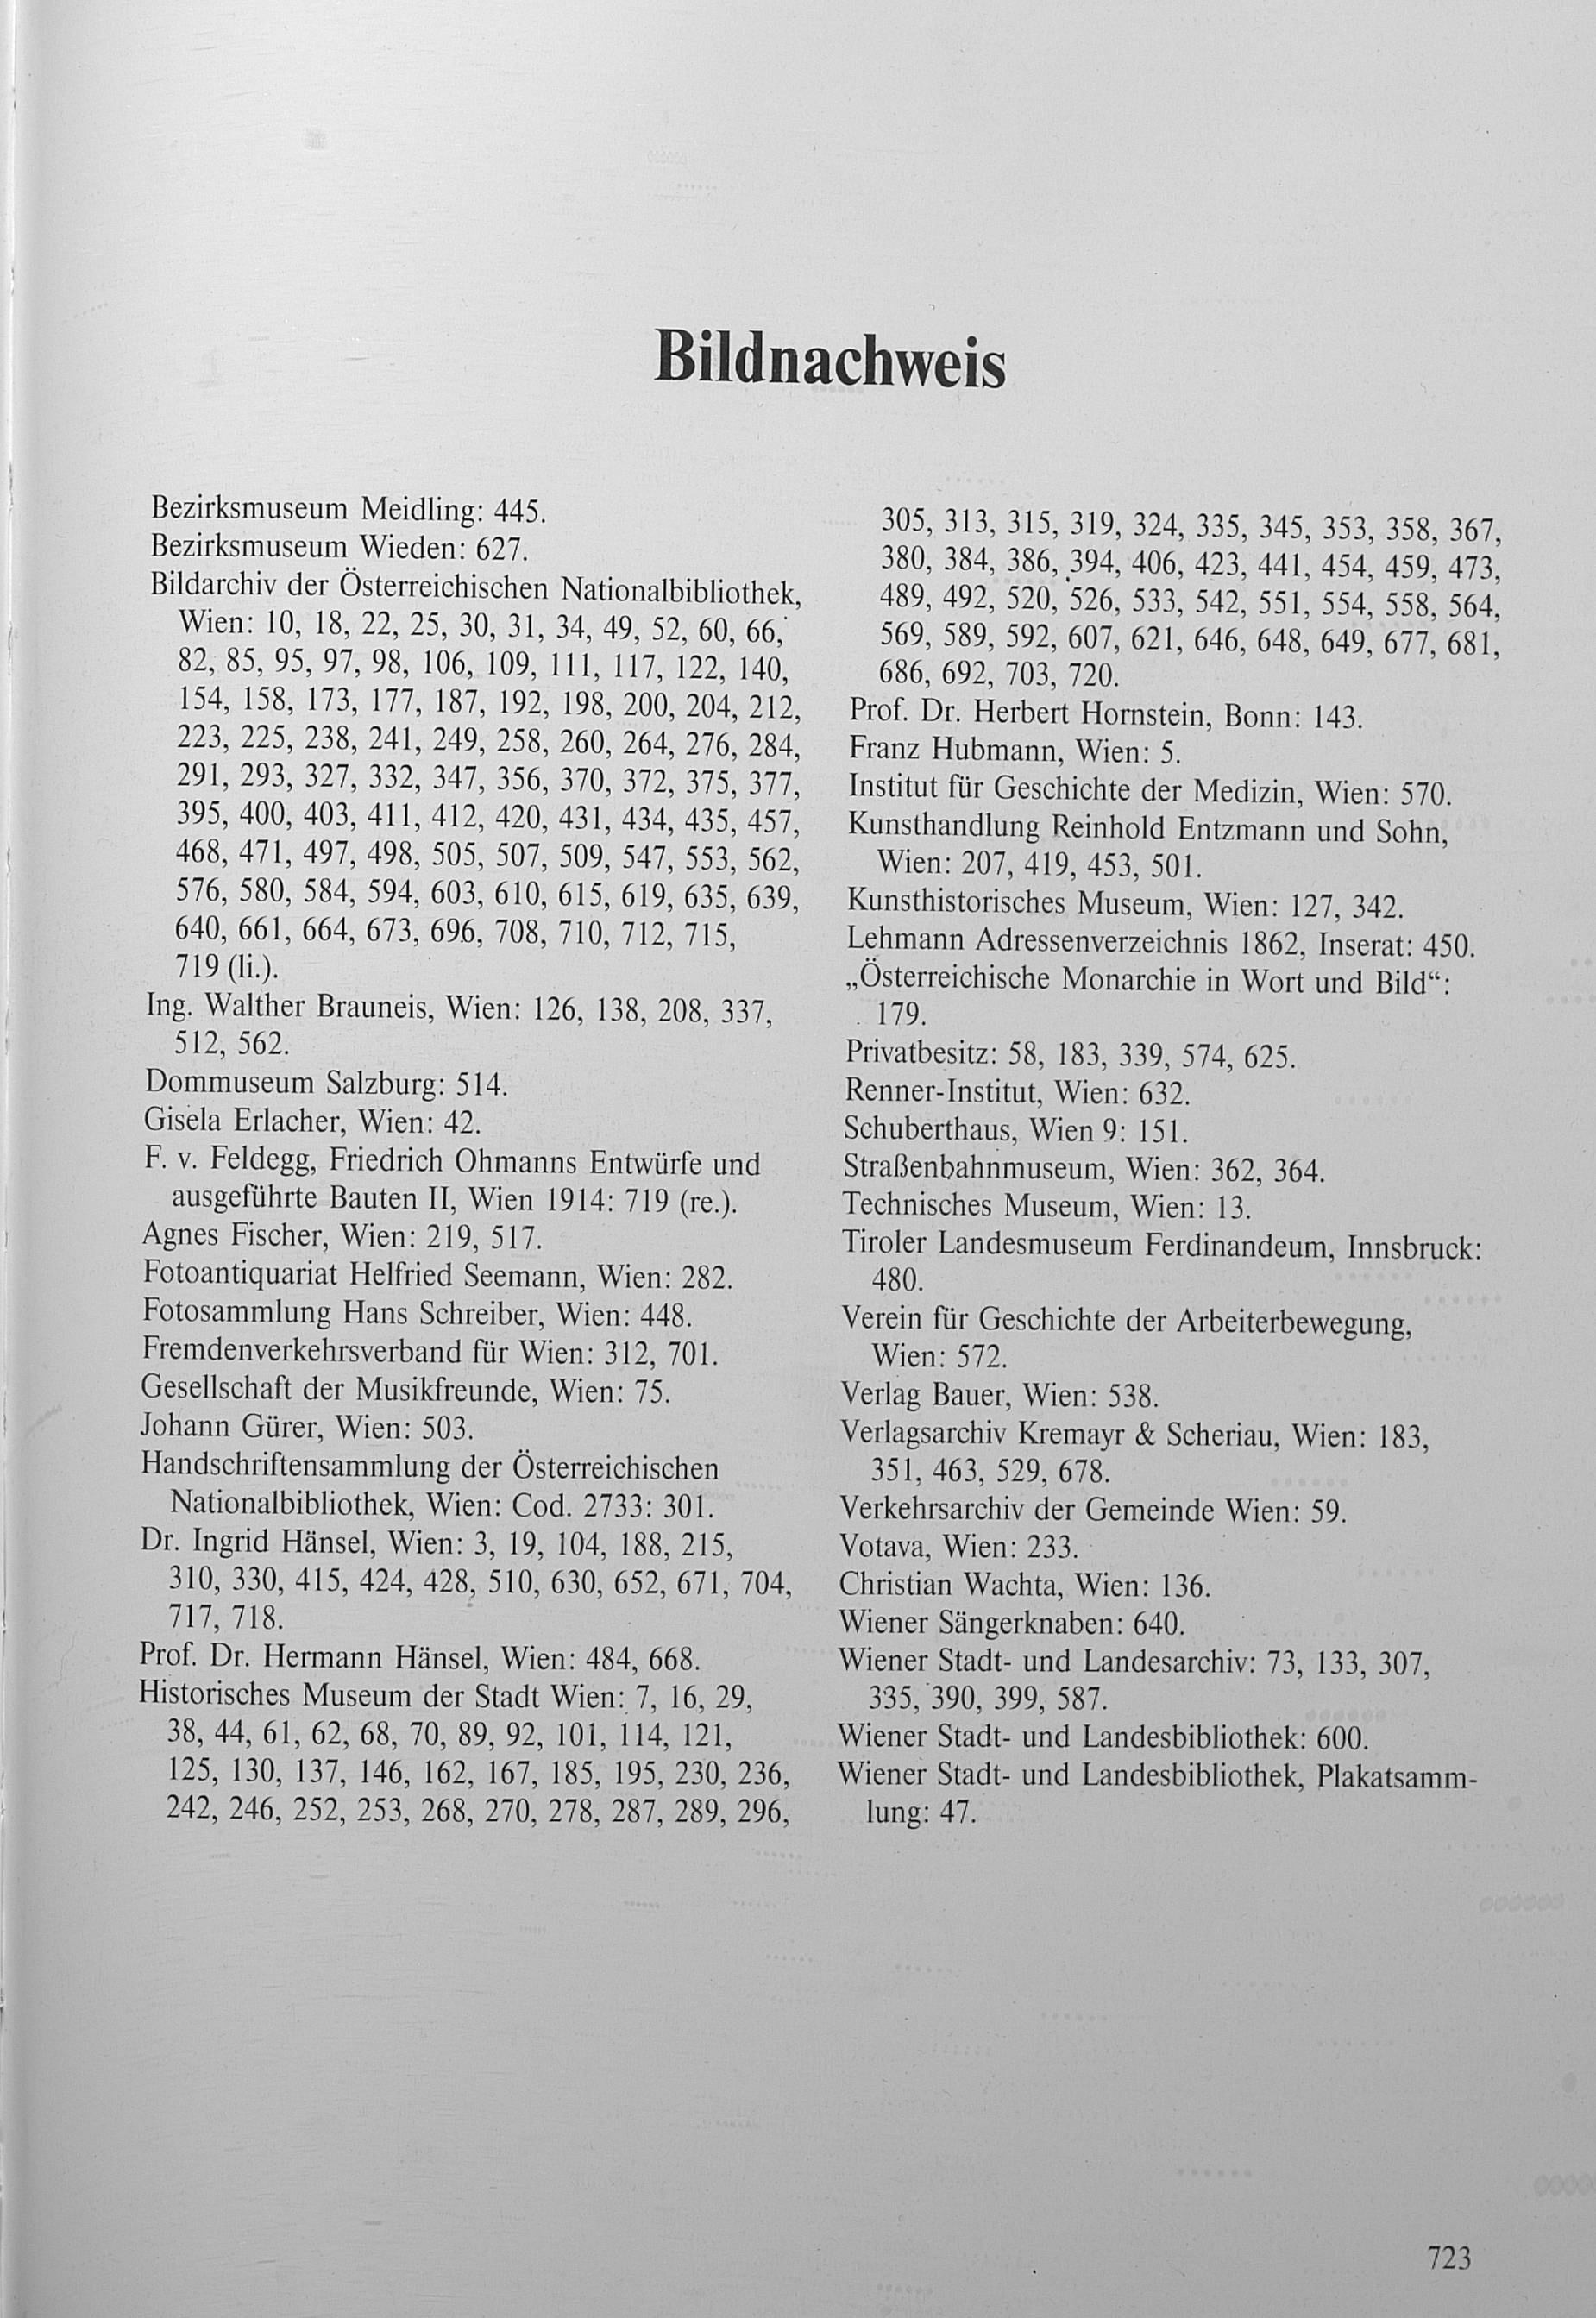 Bildnachweis
Bezirksmuseum Meidling: 445.
Bezirksmuseum Wieden: 627.
Bildarchiv der Österreichischen Nationalbibliothek,
Wien: 10, 18, 22, 25, 30, 31, 34, 49, 52, 60, 66,
82, 85, 95, 97, 98, 106, 109, 111, 117, 122, 140,
154, 158, 173, 177, 187, 192, 198, 200, 204, 212,
223, 225, 238, 241, 249, 258, 260, 264, 276, 284,
291, 293, 327, 332, 347, 356, 370, 372, 375, 377,
395, 400, 403, 411, 412, 420, 431, 434, 435, 457,
468, 471, 497, 498, 505, 507, 509, 547, 553, 562,
576, 580, 584, 594, 603, 610, 615, 619, 635, 639,
640, 661, 664, 673, 696, 708, 710, 712, 715,
719 (li.).
Ing. Walther Brauneis, Wien: 126, 138, 208, 337,
512, 562.
Dommuseum Salzburg: 514.
Gisela Erlacher, Wien: 42.
F. v. Feldegg, Friedrich Ohmanns Entwürfe und
ausgeführte Bauten II, Wien 1914: 719 (re.).
Agnes Fischer, Wien: 219, 517.
Fotoantiquariat Helfried Seemann, Wien: 282.
Fotosammlung Hans Schreiber, Wien: 448.
Fremdenverkehrsverband für Wien: 312, 701.
Gesellschaft der Musikfreunde, Wien: 75.
Johann Gürer, Wien: 503.
Handschriftensammlung der Österreichischen
Nationalbibliothek, Wien: Cod. 2733: 301.
Dr. Ingrid Hänsel, Wien: 3, 19, 104, 188, 215,
310, 330, 415, 424, 428, 510, 630, 652, 671, 704,
717, 718.
Prof. Dr. Hermann Hänsel, Wien: 484, 668.
Historisches Museum der Stadt Wien: 7, 16, 29,
38, 44, 61, 62, 68, 70, 89, 92, 101, 114, 121,
125, 130, 137, 146, 162, 167, 185, 195, 230, 236,
242, 246, 252, 253, 268, 270, 278, 287, 289, 296,
305, 313, 315, 319, 324, 335, 345, 353, 358, 367,
380, 384, 386, 394, 406, 423, 441, 454, 459, 473,
489, 492, 520, 526, 533, 542, 551, 554, 558, 564,
569, 589, 592, 607, 621, 646, 648, 649, 677, 681,
686, 692, 703, 720.
Prof. Dr. Herbert Hornstein, Bonn: 143.
Franz Hubmann, Wien: 5.
Institut für Geschichte der Medizin, Wien: 570.
Kunsthandlung Reinhold Entzmann und Sohn,
Wien: 207, 419, 453, 501.
Kunsthistorisches Museum, Wien: 127, 342.
Lehmann Adressenverzeichnis 1862, Inserat: 450.
„Österreichische Monarchie in Wort und Bild“:
179.
Privatbesitz: 58, 183, 339, 574, 625.
Renner-Institut, Wien: 632.
Schuberthaus, Wien 9: 151.
Straßenbahnmuseum, Wien: 362, 364.
Technisches Museum, Wien: 13.
Tiroler Landesmuseum Ferdinandeum, Innsbruck:
480.
Verein für Geschichte der Arbeiterbewegung,
Wien: 572.
Verlag Bauer, Wien: 538.
Verlagsarchiv Kremayr & Scheriau, Wien: 183,
351, 463, 529, 678.
Verkehrsarchiv der Gemeinde Wien: 59.
Votava, Wien: 233.
Christian Wachta, Wien: 136.
Wiener Sängerknaben: 640.
Wiener Stadt- und Landesarchiv: 73, 133, 307,
335, 390, 399, 587.
Wiener Stadt- und Landesbibliothek: 600.
Wiener Stadt- und Landesbibliothek, Plakatsamm-
lung: 47.
723